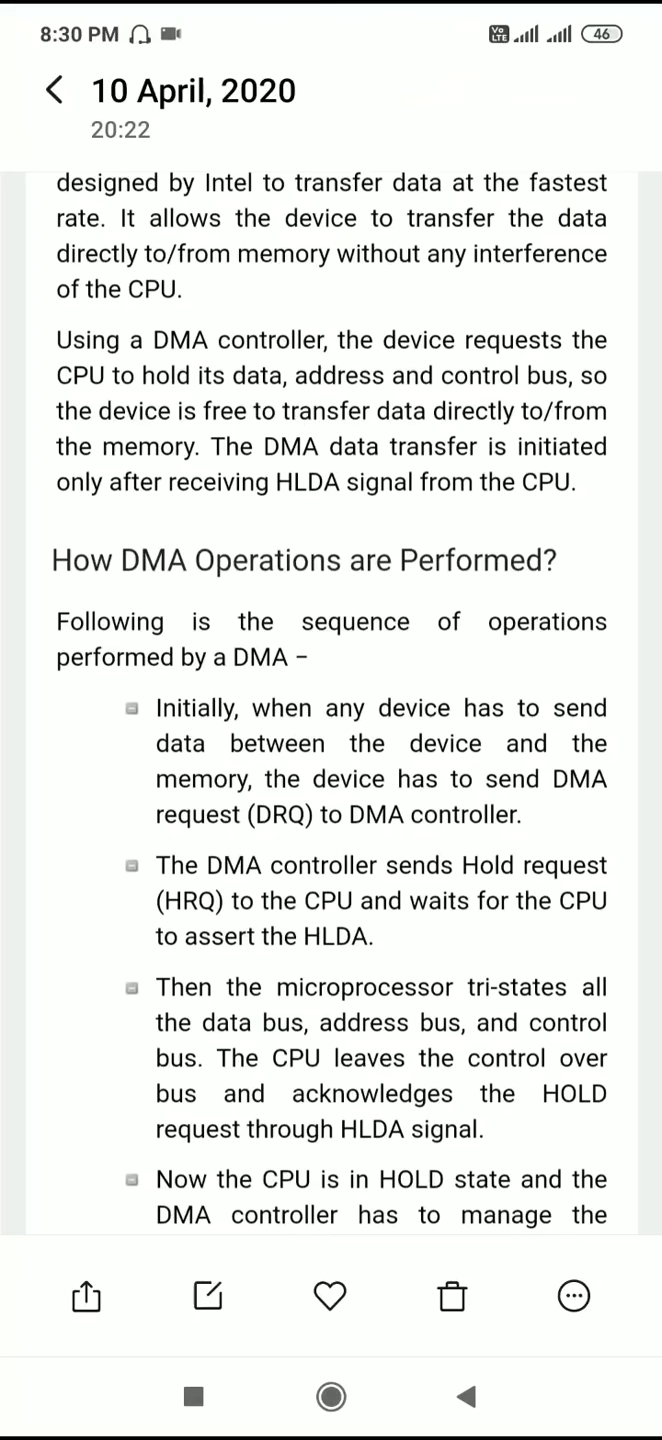 8:30 PM
Vo LTE
46
10 April, 2020
20:22
designed by Intel to transfer data at the fastest
rate. It allows the device to transfer the data
directly to/from memory without any interference
of the CPU.
Using a DMA controller, the device requests the
CPU to hold its data, address and control bus, so
the device is free to transfer data directly to/from
the memory. The DMA data transfer is initiated
only after receiving HLDA signal from the CPU.
How DMA Operations are Performed?
Following is the sequence of operations
performed by a DMA −
Initially, when any device has to send
data between the device and the
memory, the device has to send DMA
request (DRQ) to DMA controller.
The DMA controller sends Hold request
(HRQ) to the CPU and waits for the CPU
to assert the HLDA.
Then the microprocessor tri-states all
the data bus, address bus, and control
bus. The CPU leaves the control over
bus and acknowledges the HOLD
request through HLDA signal.
Now the CPU is in HOLD state and the
DMA controller has to manage the